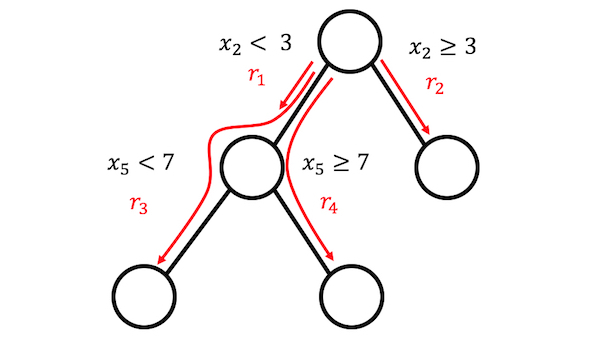 x₂ < 3
x₂ ≥ 3
r₁
r₂
x₅ < 7
x₅ ≥ 7
r₃
r₄